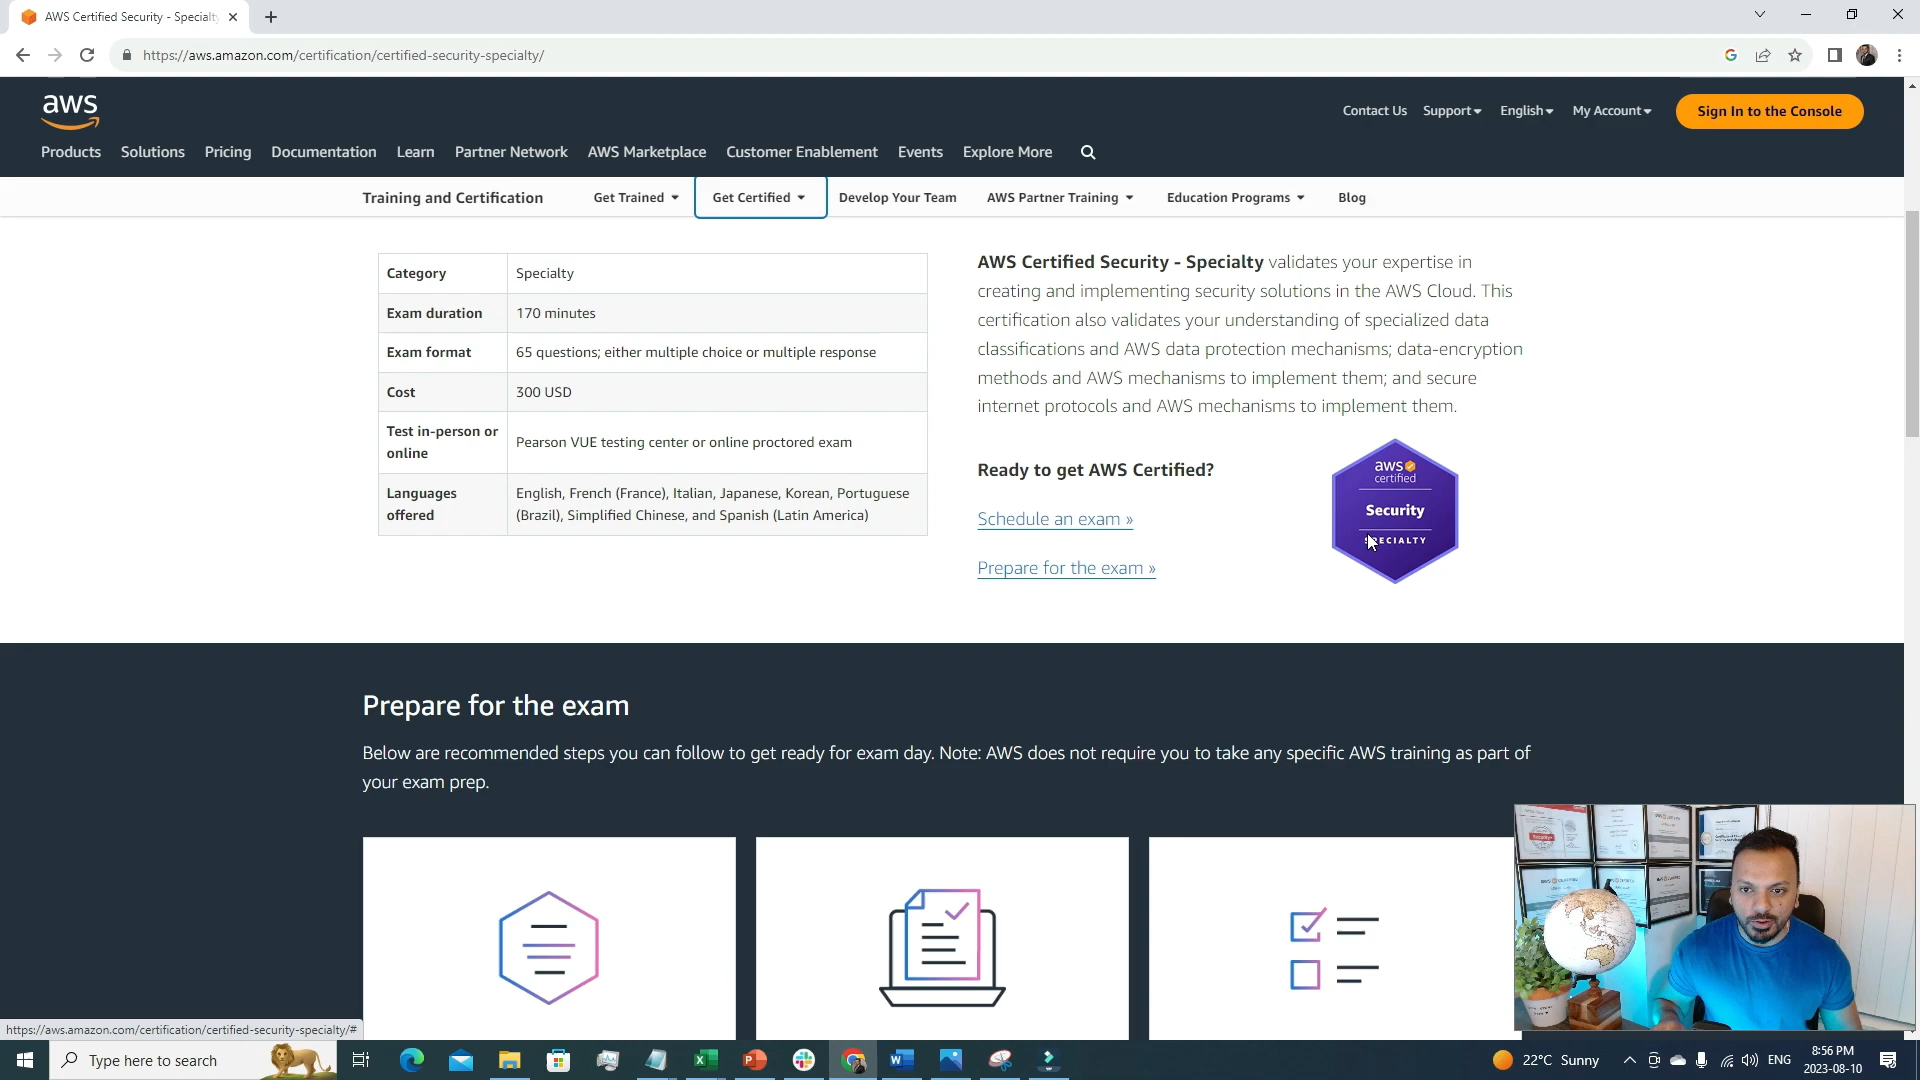 AWS Certified Security - Specialty
https://aws.amazon.com/certification/certified-security-specialty/
aws
Contact Us Support English My Account Sign In to the Console
Products Solutions Pricing Documentation Learn Partner Network AWS Marketplace Customer Enablement Events Explore More
Training and Certification Get Trained Get Certified Develop Your Team AWS Partner Training Education Programs Blog
Category Specialty
Exam duration 170 minutes
Exam format 65 questions; either multiple choice or multiple response
Cost 300 USD
Test in-person or
online
Pearson VUE testing center or online proctored exam
Languages
offered
English, French (France), Italian, Japanese, Korean, Portuguese
(Brazil), Simplified Chinese, and Spanish (Latin America)
AWS Certified Security - Specialty validates your expertise in
creating and implementing security solutions in the AWS Cloud. This
certification also validates your understanding of specialized data
classifications and AWS data protection mechanisms; data-encryption
methods and AWS mechanisms to implement them; and secure
internet protocols and AWS mechanisms to implement them.
Ready to get AWS Certified?
Schedule an exam »
Prepare for the exam »
aws
certified
Security
SPECIALTY
Prepare for the exam
Below are recommended steps you can follow to get ready for exam day. Note: AWS does not require you to take any specific AWS training as part of
your exam prep.
https://aws.amazon.com/certification/certified-security-specialty/#
Type here to search
22°C Sunny
ENG
8:56 PM
2023-08-10